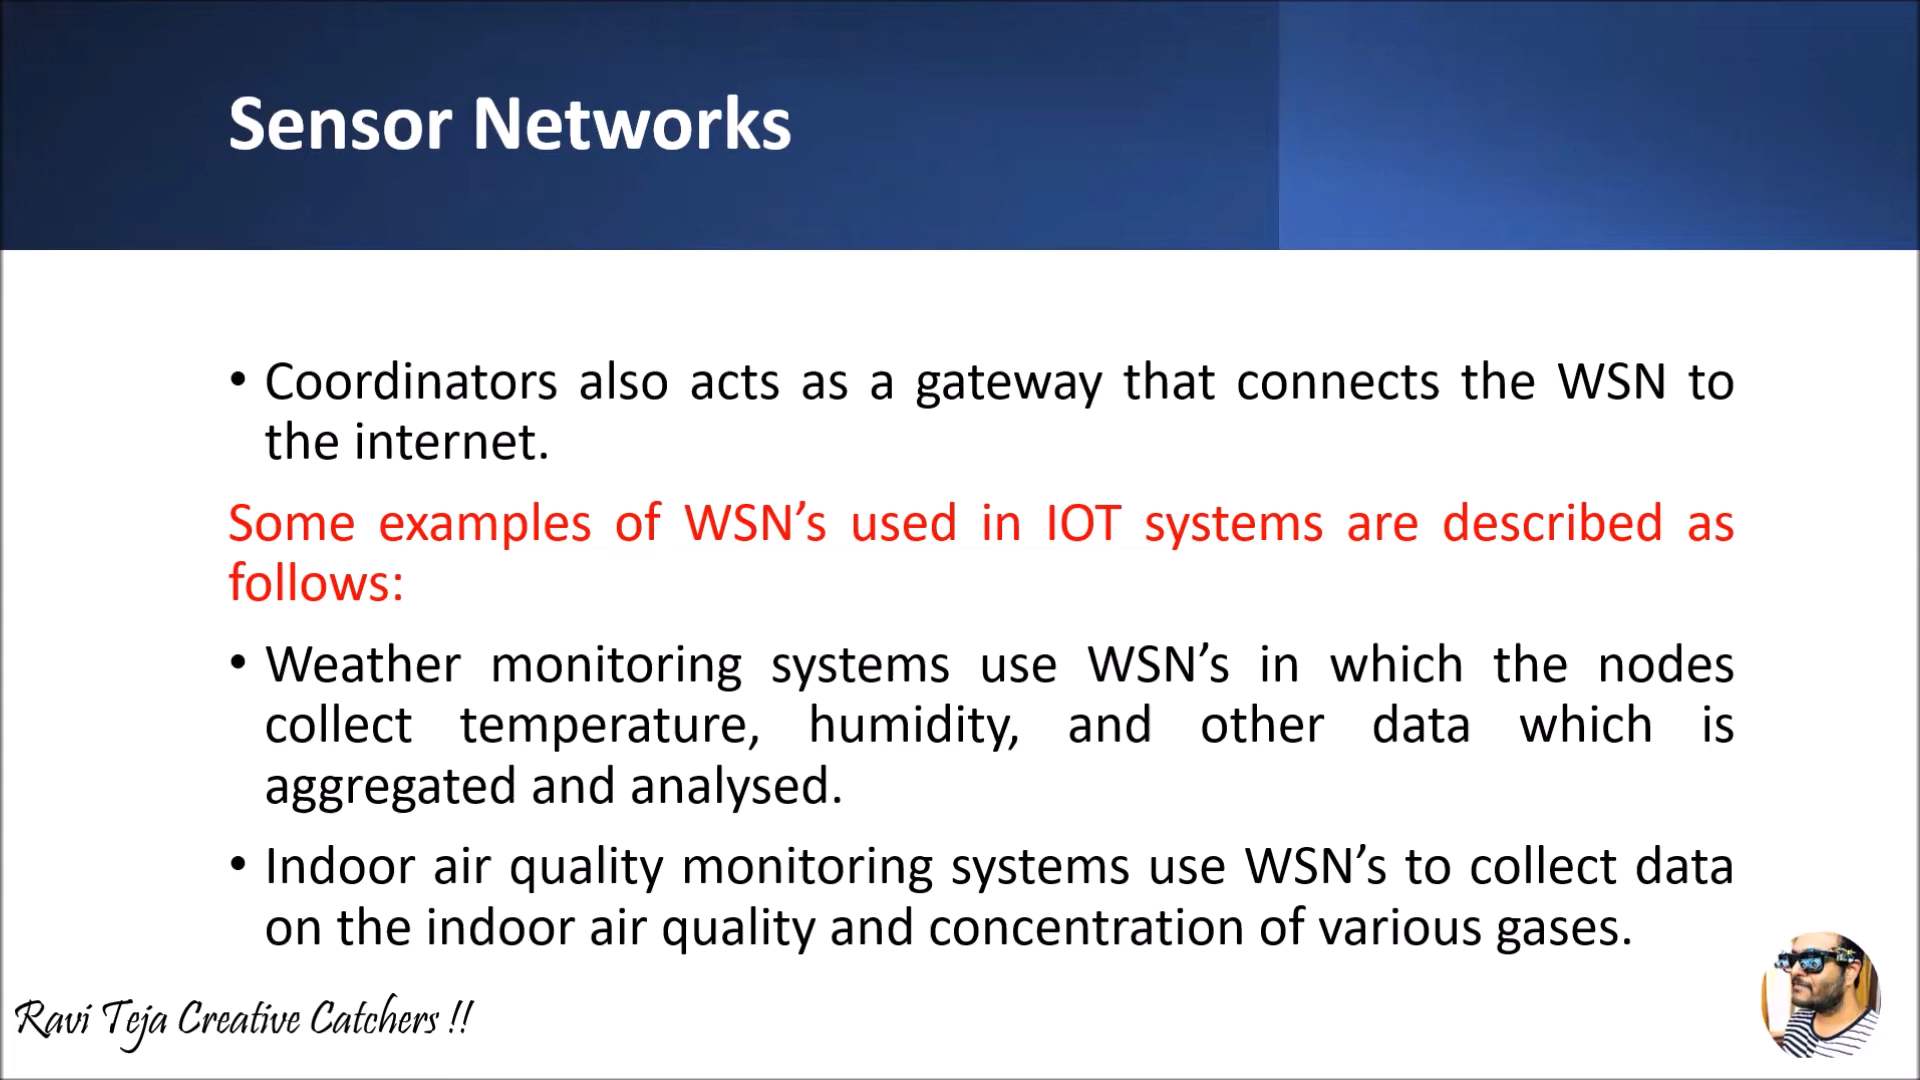 Sensor Networks
• Coordinators also acts as a gateway that connects the WSN to
the internet.
Some examples of WSN’s used in IOT systems are described as
follows:
• Weather monitoring systems use WSN’s in which the nodes
collect temperature, humidity, and other data which is
aggregated and analysed.
• Indoor air quality monitoring systems use WSN’s to collect data
on the indoor air quality and concentration of various gases.
Ravi Teja Creative Catchers !!